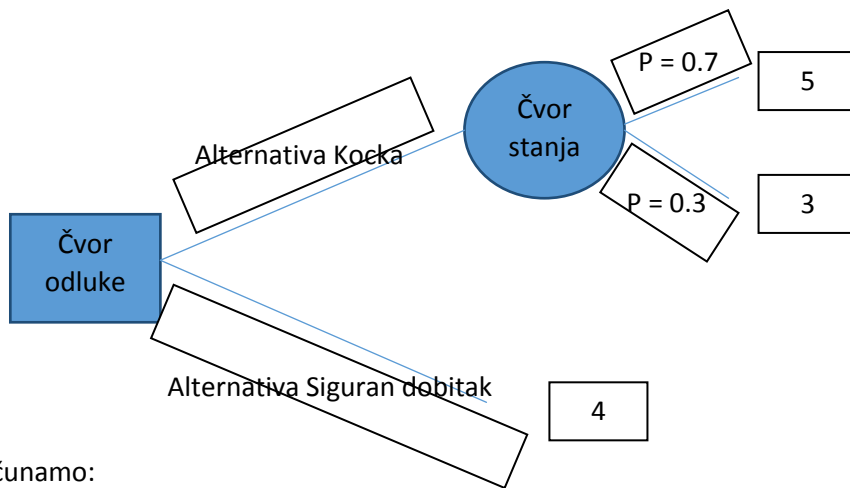 P = 0.7
5
Čvor
stanja
Alternativa Kocka
P = 0.3
3
Čvor
odluke
Alternativa Siguran dobitak
4
čunamo: